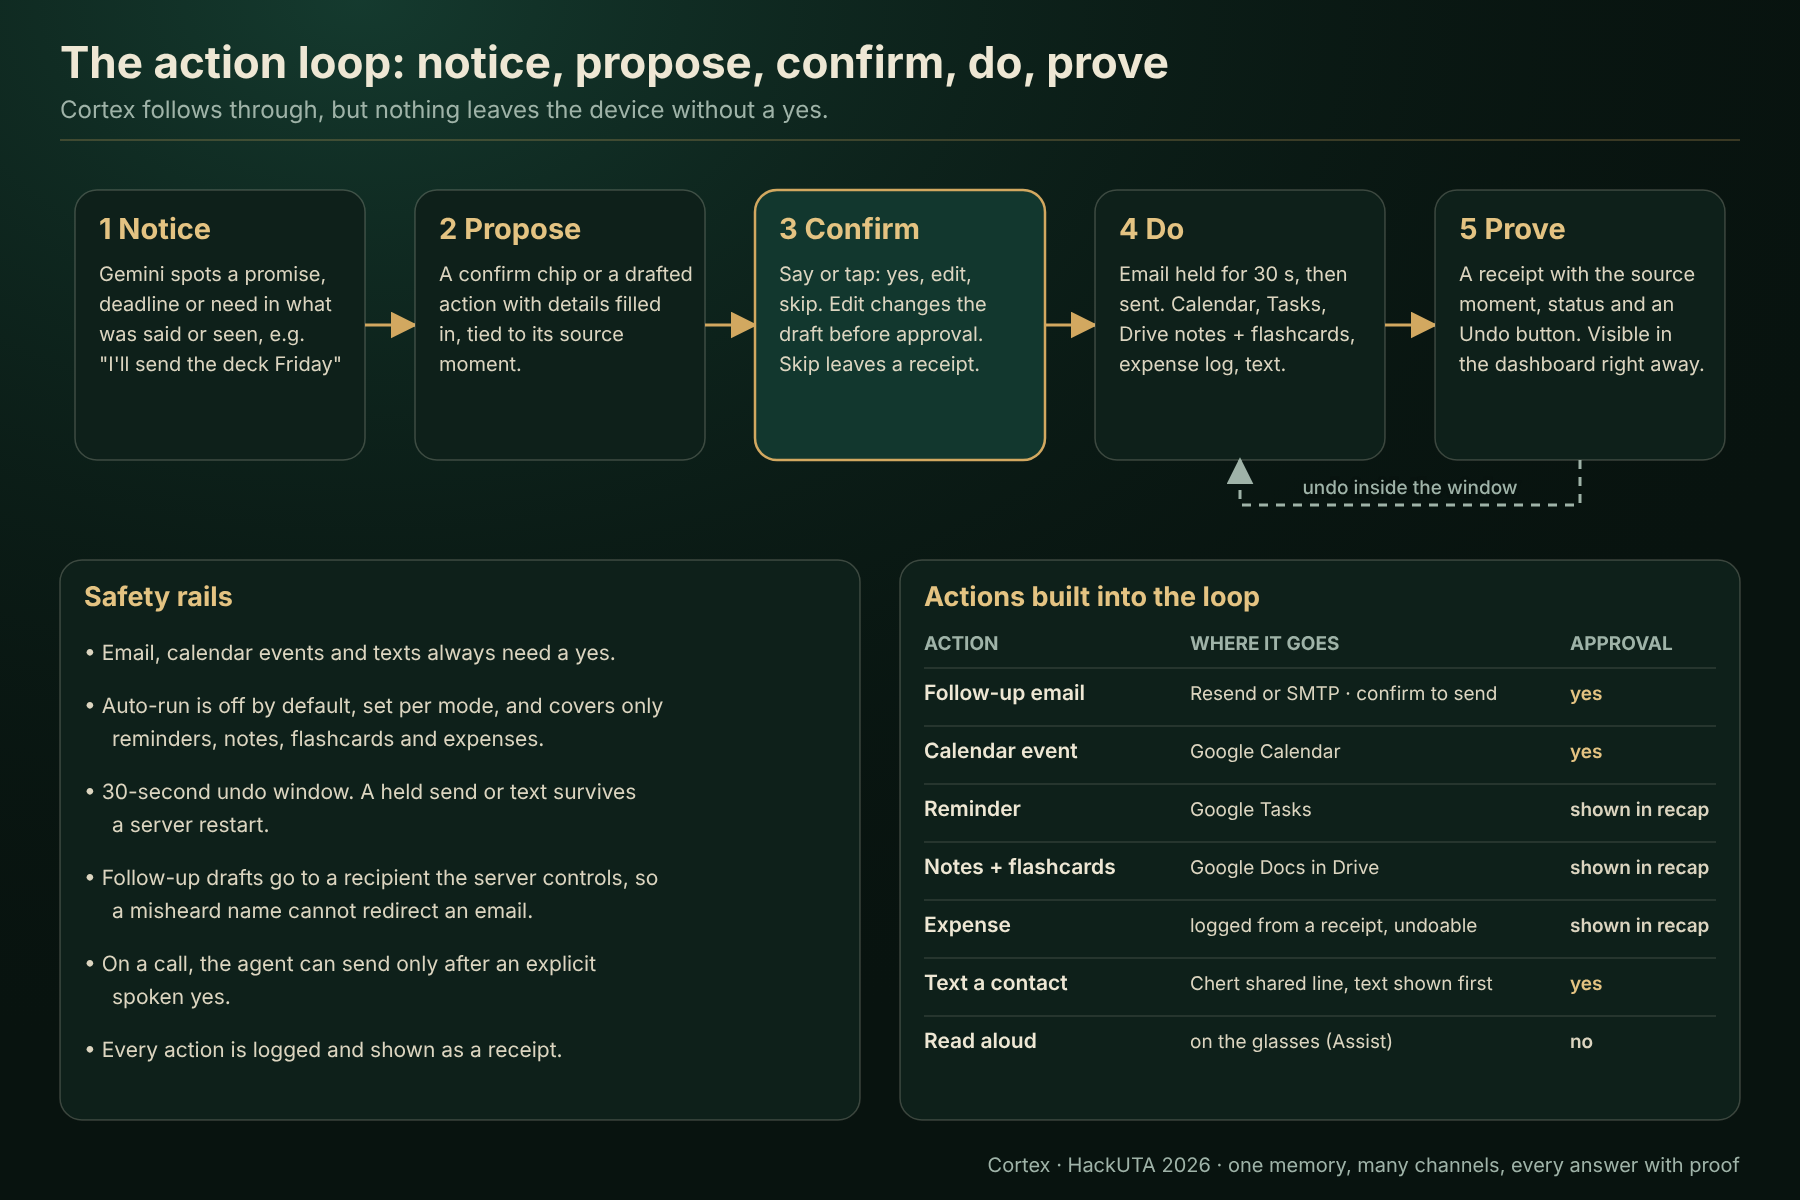 The action loop: notice, propose, confirm, do, prove
Cortex follows through, but nothing leaves the device without a yes.
1 Notice
Gemini spots a promise,
deadline or need in what
was said or seen, e.g.
"I'll send the deck Friday"
2 Propose
A confirm chip or a drafted
action with details filled
in, tied to its source
moment.
3 Confirm
Say or tap: yes, edit,
skip. Edit changes the
draft before approval.
Skip leaves a receipt.
4 Do
Email held for 30 s, then
sent. Calendar, Tasks,
Drive notes + flashcards,
expense log, text.
5 Prove
A receipt with the source
moment, status and an
Undo button. Visible in
the dashboard right away.
undo inside the window
Safety rails
• Email, calendar events and texts always need a yes.
• Auto-run is off by default, set per mode, and covers only
reminders, notes, flashcards and expenses.
• 30-second undo window. A held send or text survives
a server restart.
• Follow-up drafts go to a recipient the server controls, so
a misheard name cannot redirect an email.
• On a call, the agent can send only after an explicit
spoken yes.
• Every action is logged and shown as a receipt.
Actions built into the loop
ACTION WHERE IT GOES APPROVAL
Follow-up email Resend or SMTP · confirm to send yes
Calendar event Google Calendar yes
Reminder Google Tasks shown in recap
Notes + flashcards Google Docs in Drive shown in recap
Expense logged from a receipt, undoable shown in recap
Text a contact Chert shared line, text shown first yes
Read aloud on the glasses (Assist) no
Cortex · HackUTA 2026 · one memory, many channels, every answer with proof